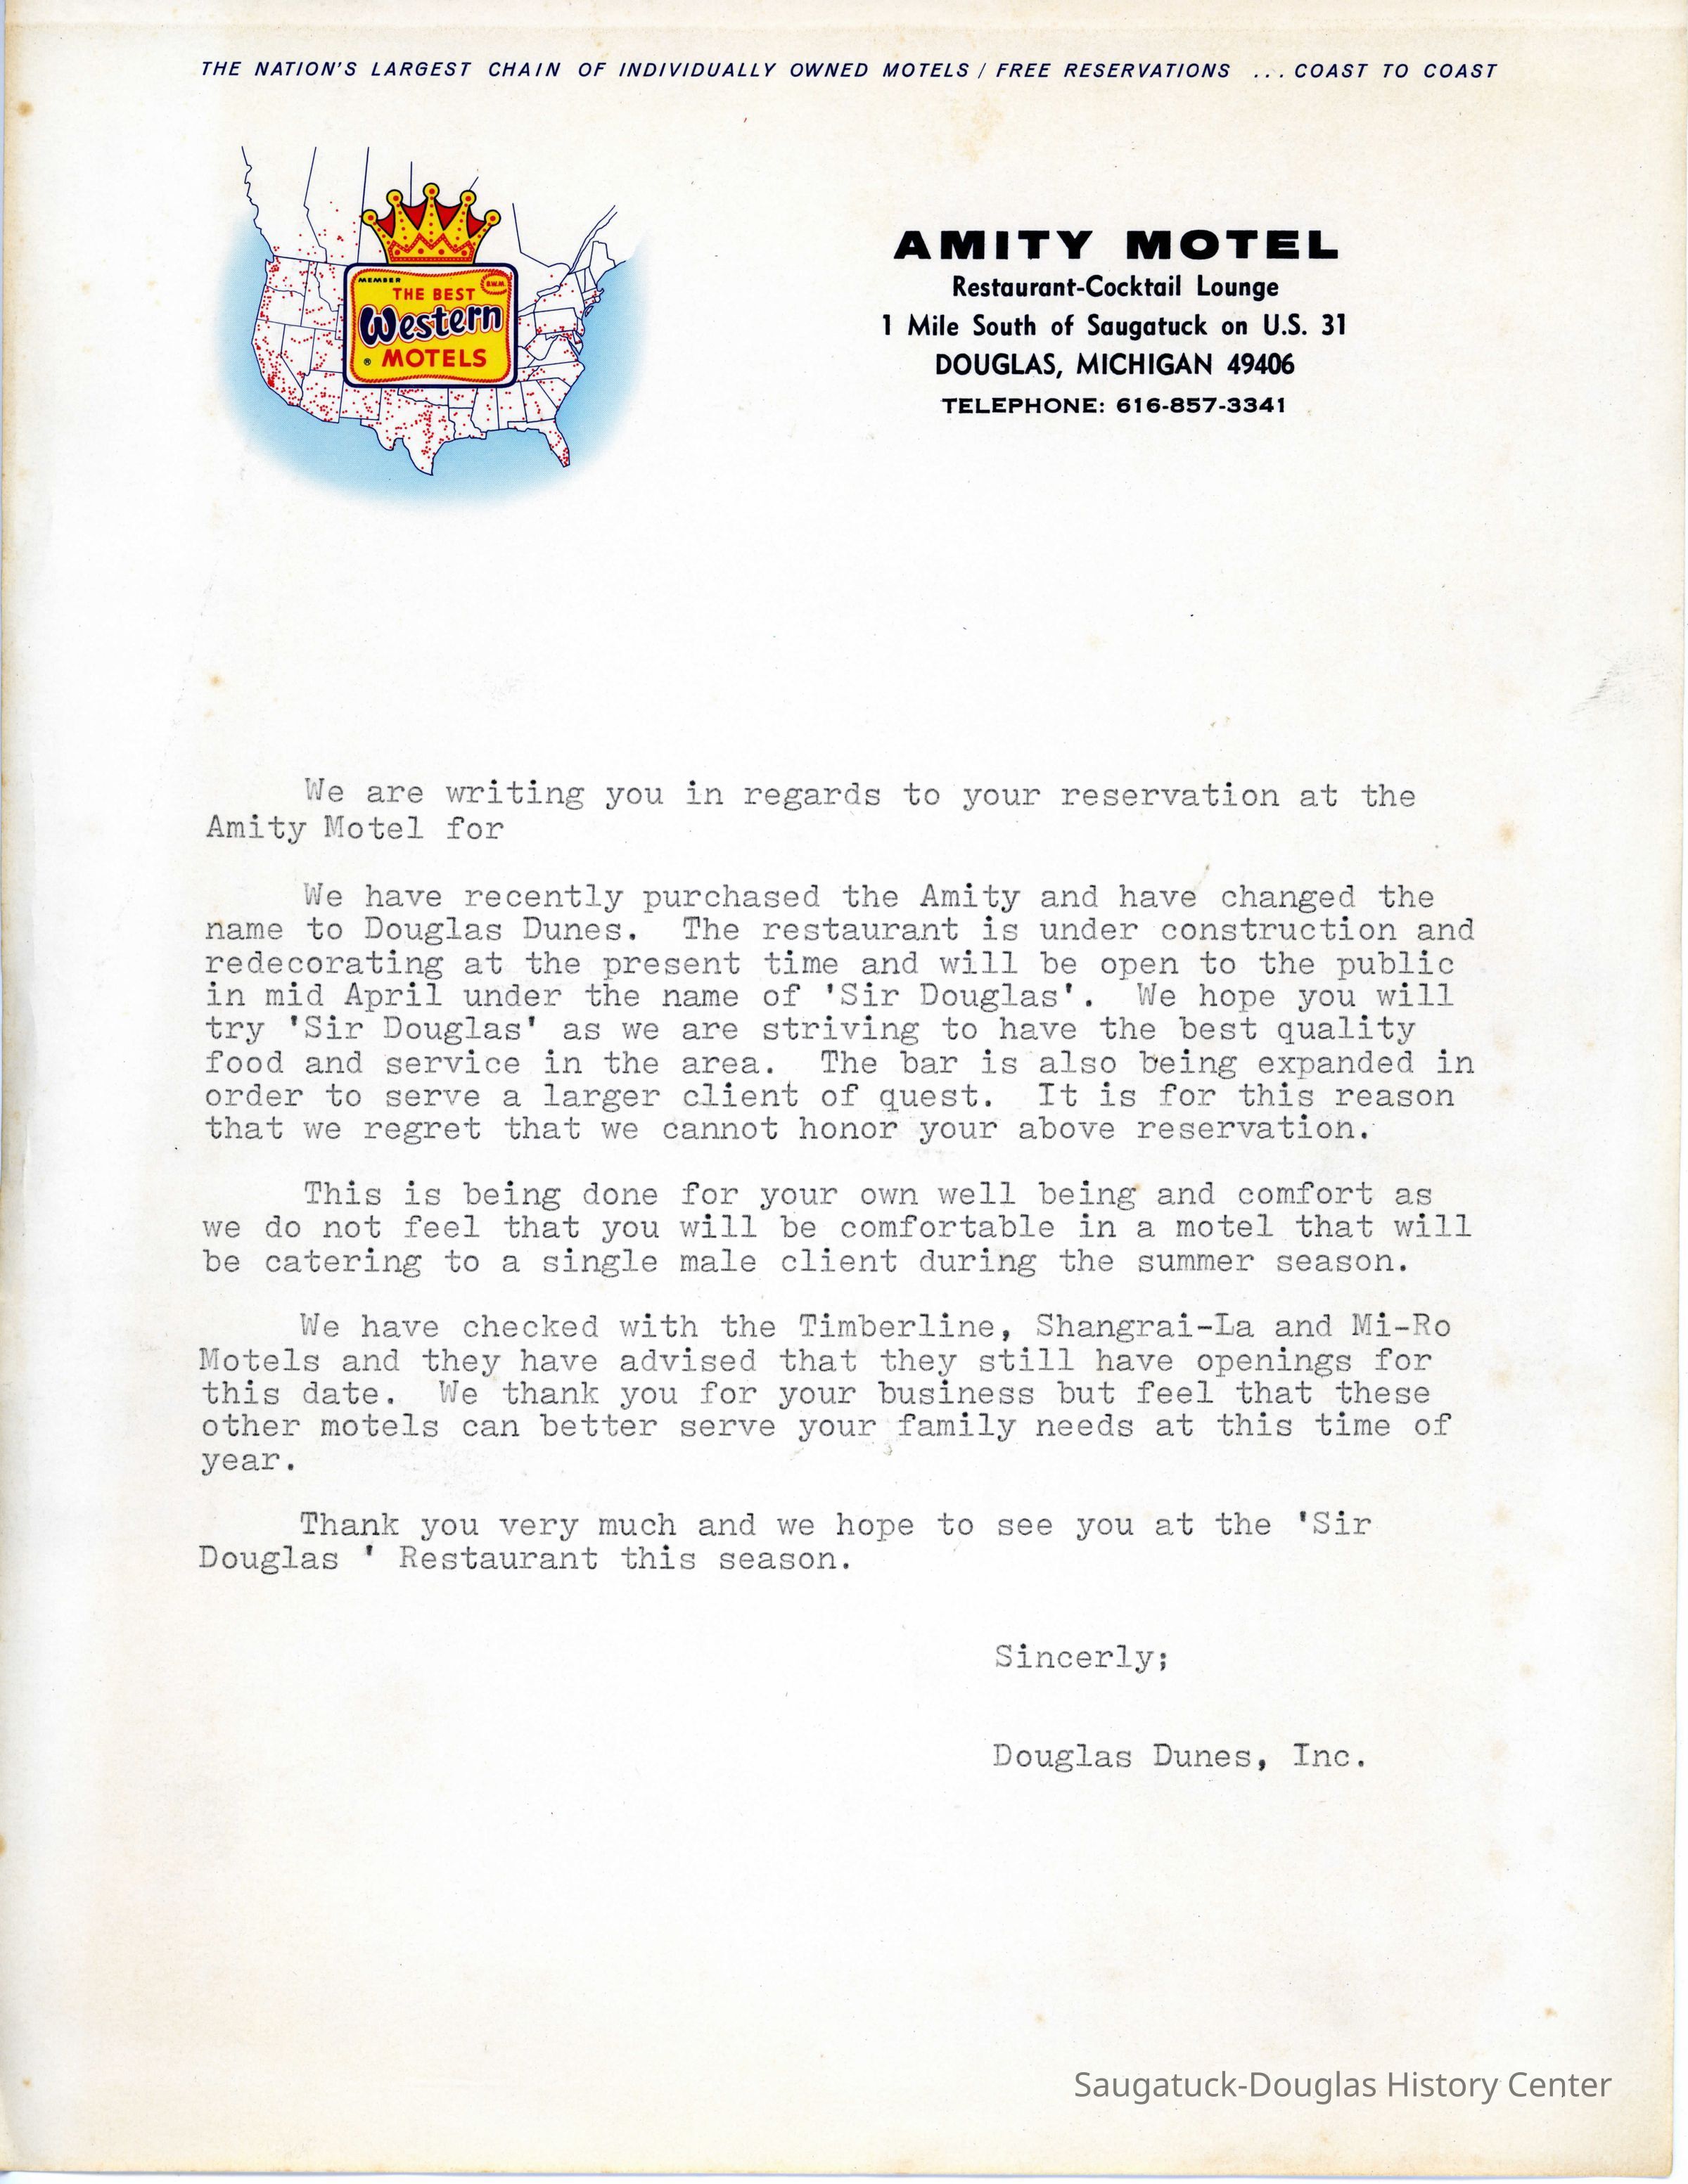 THE NATION'S LARGEST CHAIN OF INDIVIDUALLY OWNED MOTELS / FREE RESERVATIONS ... COAST TO COAST
MEMBER
B.W.M.
THE BEST
Western
® MOTELS
AMITY MOTEL
Restaurant-Cocktail Lounge
1 Mile South of Saugatuck on U.S. 31
DOUGLAS, MICHIGAN 49406
TELEPHONE: 616-857-3341
We are writing you in regards to your reservation at the
Amity Motel for
We have recently purchased the Amity and have changed the
name to Douglas Dunes. The restaurant is under construction and
redecorating at the present time and will be open to the public
in mid April under the name of 'Sir Douglas'. We hope you will
try 'Sir Douglas' as we are striving to have the best quality
food and service in the area. The bar is also being expanded in
order to serve a larger client of quest. It is for this reason
that we regret that we cannot honor your above reservation.
This is being done for your own well being and comfort as
we do not feel that you will be comfortable in a motel that will
be catering to a single male client during the summer season.
We have checked with the Timberline, Shangrai-La and Mi-Ro
Motels and they have advised that they still have openings for
this date. We thank you for your business but feel that these
other motels can better serve your family needs at this time of
year.
Thank you very much and we hope to see you at the 'Sir
Douglas ' Restaurant this season.
Sincerly;
Douglas Dunes, Inc.
Saugatuck-Douglas History Center